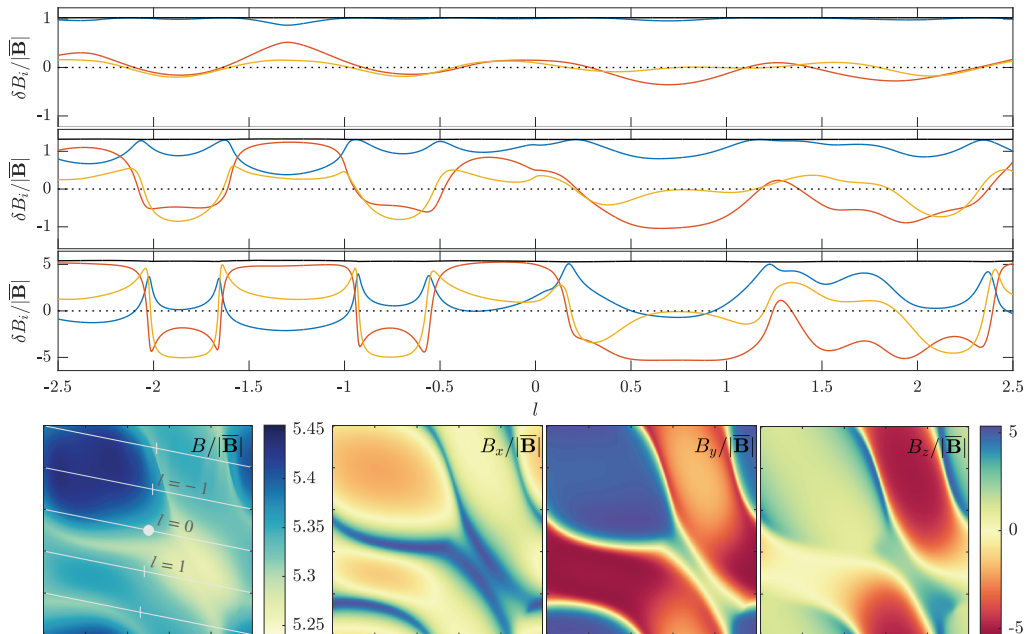 δB_i/|B̅|
1
0
-1
δB_i/|B̅|
1
0
-1
δB_i/|B̅|
5
0
-5
-2.5 -2 -1.5 -1 -0.5 0 0.5 1 1.5 2 2.5
l
B/|B̅|
l = −1
l = 0
l = 1
5.45
5.4
5.35
5.3
5.25
B_x/|B̅|
B_y/|B̅|
B_z/|B̅|
5
0
-5